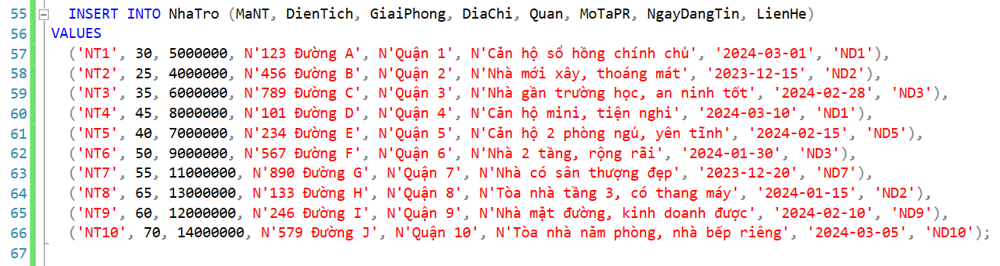 55 INSERT INTO NhaTro (MaNT, DienTich, GiaiPhong, DiaChi, Quan, MoTaPR, NgayDangTin, LienHe)
56 VALUES
57 ('NT1', 30, 5000000, N'123 Đường A', N'Quận 1', N'Căn hộ sổ hồng chính chủ', '2024-03-01', 'ND1'),
58 ('NT2', 25, 4000000, N'456 Đường B', N'Quận 2', N'Nhà mới xây, thoáng mát', '2023-12-15', 'ND2'),
59 ('NT3', 35, 6000000, N'789 Đường C', N'Quận 3', N'Nhà gần trường học, an ninh tốt', '2024-02-28', 'ND3'),
60 ('NT4', 45, 8000000, N'101 Đường D', N'Quận 4', N'Căn hộ mini, tiện nghi', '2024-03-10', 'ND1'),
61 ('NT5', 40, 7000000, N'234 Đường E', N'Quận 5', N'Căn hộ 2 phòng ngủ, yên tĩnh', '2024-02-15', 'ND5'),
62 ('NT6', 50, 9000000, N'567 Đường F', N'Quận 6', N'Nhà 2 tầng, rộng rãi', '2024-01-30', 'ND3'),
63 ('NT7', 55, 11000000, N'890 Đường G', N'Quận 7', N'Nhà có sân thượng đẹp', '2023-12-20', 'ND7'),
64 ('NT8', 65, 13000000, N'133 Đường H', N'Quận 8', N'Tòa nhà tầng 3, có thang máy', '2024-01-15', 'ND2'),
65 ('NT9', 60, 12000000, N'246 Đường I', N'Quận 9', N'Nhà mặt đường, kinh doanh được', '2024-02-10', 'ND9'),
66 ('NT10', 70, 14000000, N'579 Đường J', N'Quận 10', N'Tòa nhà năm phòng, nhà bếp riêng', '2024-03-05', 'ND10');
67